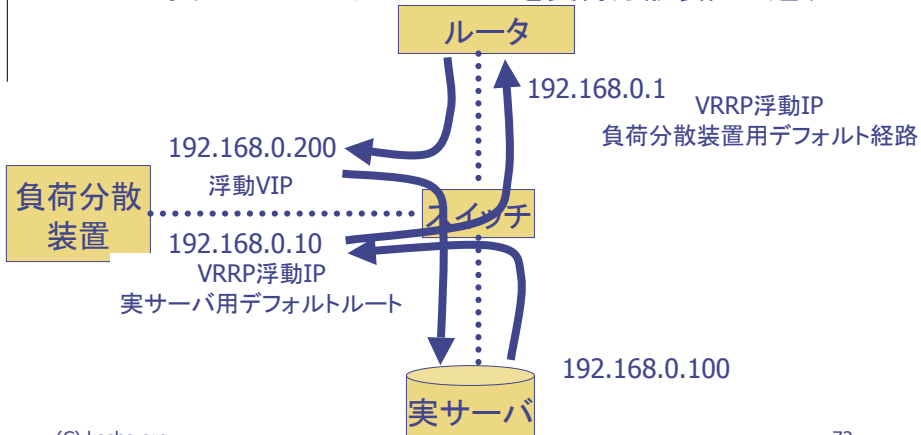 ルータ
192.168.0.1
VRRP浮動IP
負荷分散装置用デフォルト経路
192.168.0.200
浮動VIP
負荷分散
装置
スイッチ
192.168.0.10
VRRP浮動IP
実サーバ用デフォルトルート
192.168.0.100
実サーバ